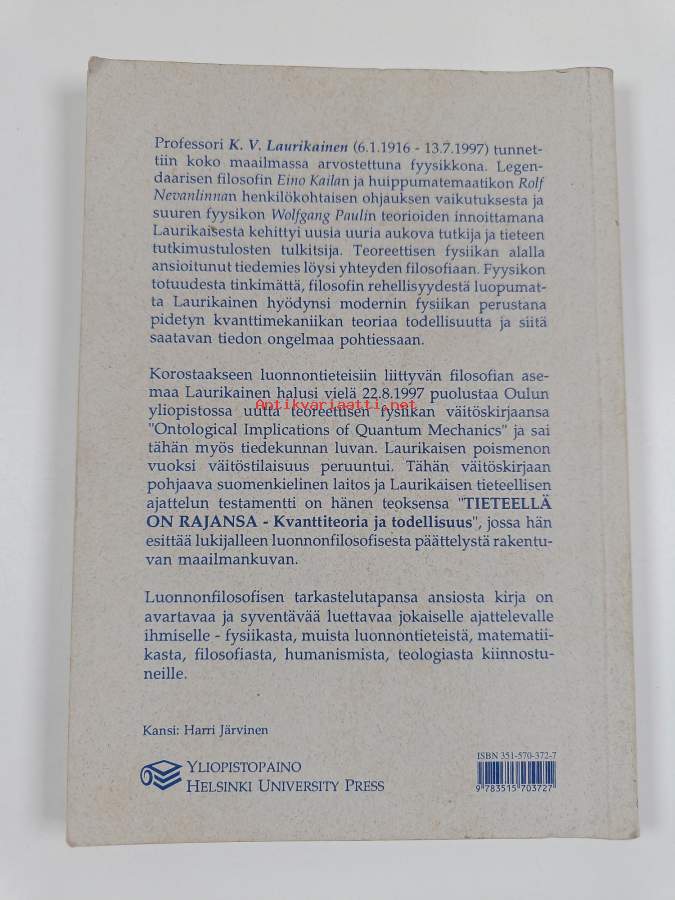 Professori K. V. Laurikainen (6.1.1916 - 13.7.1997) tunnet-
tiin koko maailmassa arvostettuna fyysikkona. Legen-
daarisen filosofin Eino Kailan ja huippumatemaatikon Rolf
Nevanlinnan henkilökohtaisen ohjauksen vaikutuksesta ja
suuren fyysikon Wolfgang Paulin teorioiden innoittamana
Laurikaisesta kehittyi uusia uuria aukova tutkija ja tieteen
tutkimustulosten tulkitsija. Teoreettisen fysiikan alalla
ansioitunut tiedemies löysi yhteyden filosofiaan. Fyysikon
totuudesta tinkimättä, filosofin rehellisyydestä luopumat-
ta Laurikainen hyödynsi modernin fysiikan perustana
pidetyn kvanttimekaniikan teoriaa todellisuutta ja siitä
saatavan tiedon ongelmaa pohtiessaan.
Korostaakseen luonnontieteisiin liittyvän filosofian ase-
maa Laurikainen halusi vielä 22.8.1997 puolustaa Oulun
yliopistossa uutta teoreettisen fysiikan väitöskirjaansa
Antikvariaatti.net
"Ontological Implications of Quantum Mechanics" ja sai
tähän myös tiedekunnan luvan. Laurikaisen poismenon
vuoksi väitöstilaisuus peruuntui. Tähän väitöskirjaan
pohjaava suomenkielinen laitos ja Laurikaisen tieteellisen
ajattelun testamentti on hänen teoksensa "TIETEELLÄ
ON RAJANSA - Kvanttiteoria ja todellisuus", jossa hän
esittää lukijalleen luonnonfilosofisesta päättelystä rakentu-
van maailmankuvan.
Luonnonfilosofisen tarkastelutapansa ansiosta kirja on
avartavaa ja syventävää luettavaa jokaiselle ajattelevalle
ihmiselle - fysiikasta, muista luonnontieteistä, matematii-
kasta, filosofiasta, humanismista, teologiasta kiinnostu-
neille.
Kansi: Harri Järvinen
YLIOPISTOPAINO
HELSINKI UNIVERSITY PRESS
ISBN 351-570-372-7
9 783515 703727